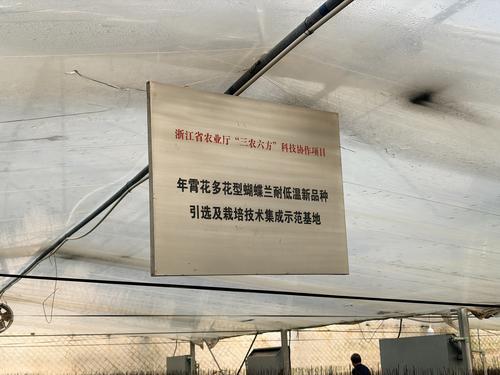 浙江省农业厅“三农六方”科技协作项目
年宵花多花型蝴蝶兰耐低温新品种
引选及栽培技术集成示范基地